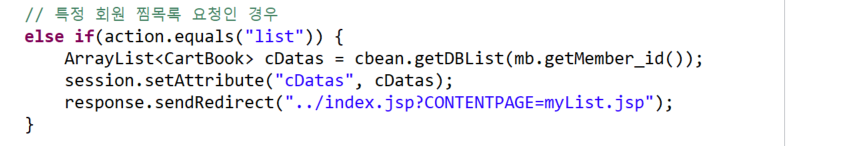 // 특정 회원 찜목록 요청인 경우
else if(action.equals("list")) {
    ArrayList<CartBook> cDatas = cbean.getDBList(mb.getMember_id());
    session.setAttribute("cDatas", cDatas);
    response.sendRedirect("../index.jsp?CONTENTPAGE=myList.jsp");
}